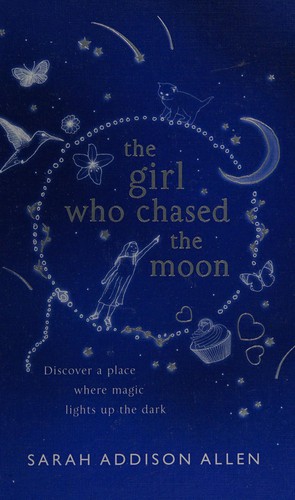 the
girl
who chased
the
moon
Discover a place
where magic
lights up the dark
SARAH ADDISON ALLEN